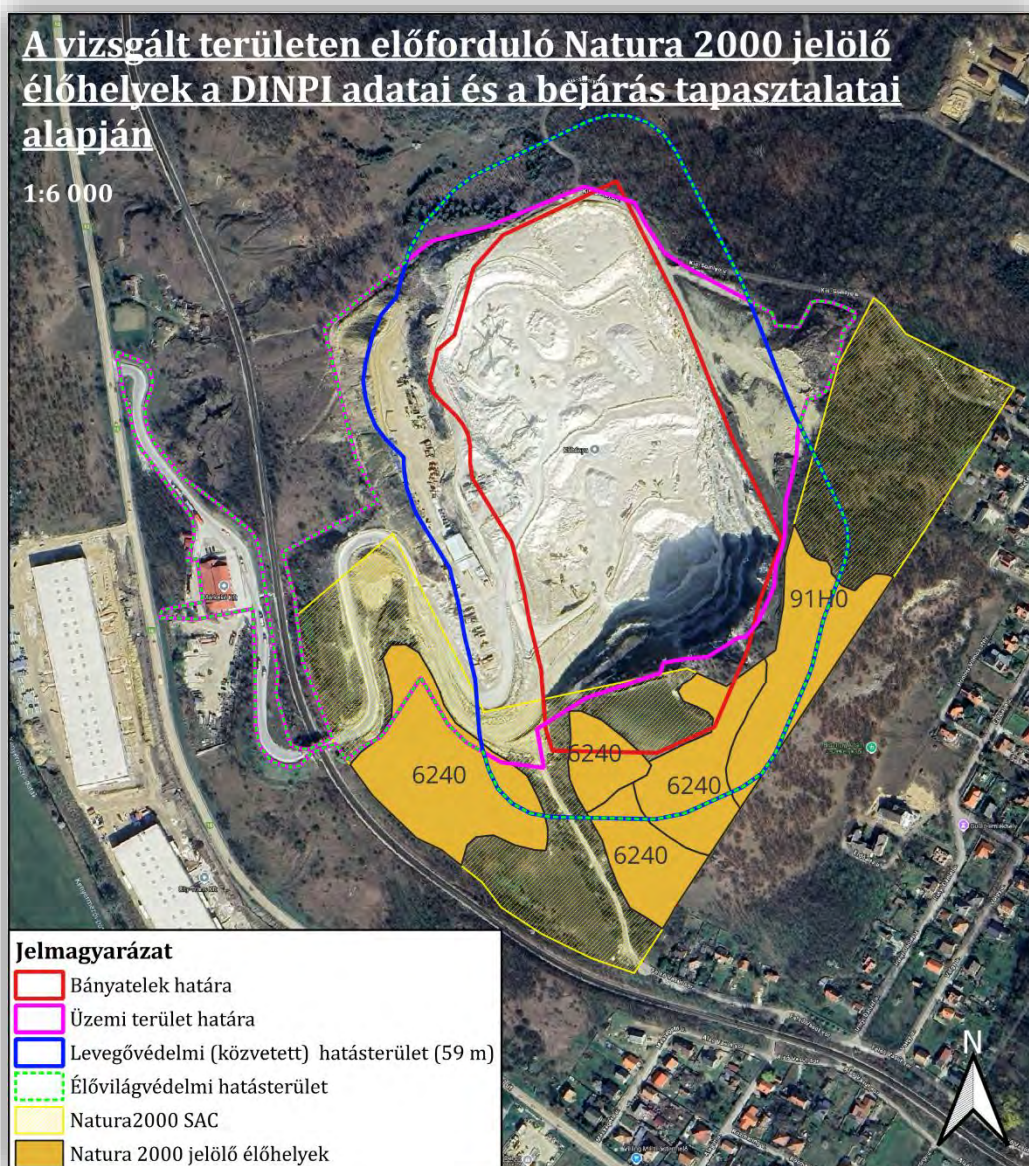 A vizsgált területen előforduló Natura 2000 jelölő
élőhelyek a DINPI adatai és a bejárás tapasztalatai
alapján
1:6 000
91H0
6240
6240
6240
6240
Jelmagyarázat
Bányatelek határa
Üzemi terület határa
Levegővédelmi (közvetett) hatásterület (59 m)
Élővilágvédelmi hatásterület
Natura2000 SAC
Natura 2000 jelölő élőhelyek
N